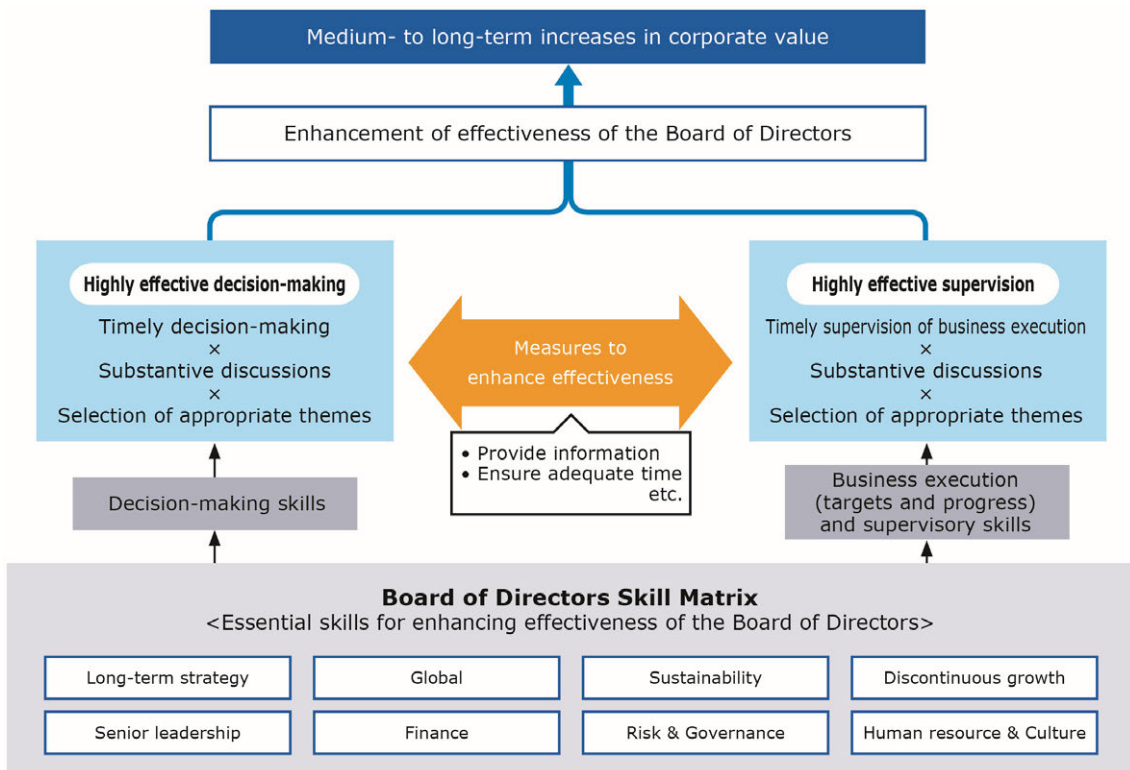 Medium- to long-term increases in corporate value
Enhancement of effectiveness of the Board of Directors
Highly effective decision-making
Timely decision-making
×
Substantive discussions
×
Selection of appropriate themes
Measures to
enhance effectiveness
• Provide information
• Ensure adequate time
etc.
Highly effective supervision
Timely supervision of business execution
×
Substantive discussions
×
Selection of appropriate themes
Decision-making skills
Business execution
(targets and progress)
and supervisory skills
Board of Directors Skill Matrix
<Essential skills for enhancing effectiveness of the Board of Directors>
Long-term strategy
Global
Sustainability
Discontinuous growth
Senior leadership
Finance
Risk & Governance
Human resource & Culture